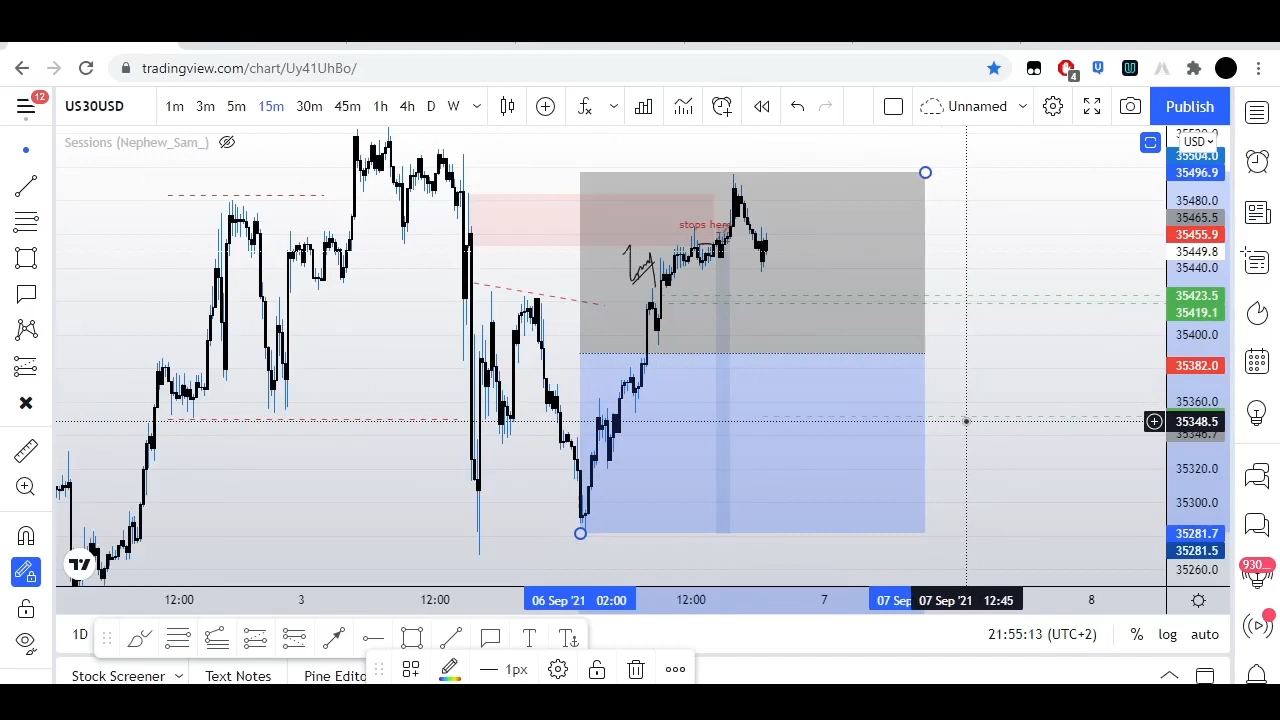 tradingview.com/chart/Uy41UhBo/
4
12
US30USD
1m 3m 5m 15m 30m 45m 1h 4h D W
Unnamed
Publish
Sessions (Nephew_Sam_)
USD
35504.0
35496.9
35480.0
35465.5
35455.9
35449.8
35440.0
35423.5
35419.1
35400.0
35382.0
35360.0
35348.5
35320.0
35300.0
35281.7
35281.5
35260.0
stops here
930
12:00 3 12:00 06 Sep '21 02:00 12:00 7 07 Sep 07 Sep '21 12:45 8
1D
T
21:55:13 (UTC+2) % log auto
1px
Stock Screener Text Notes Pine Edito